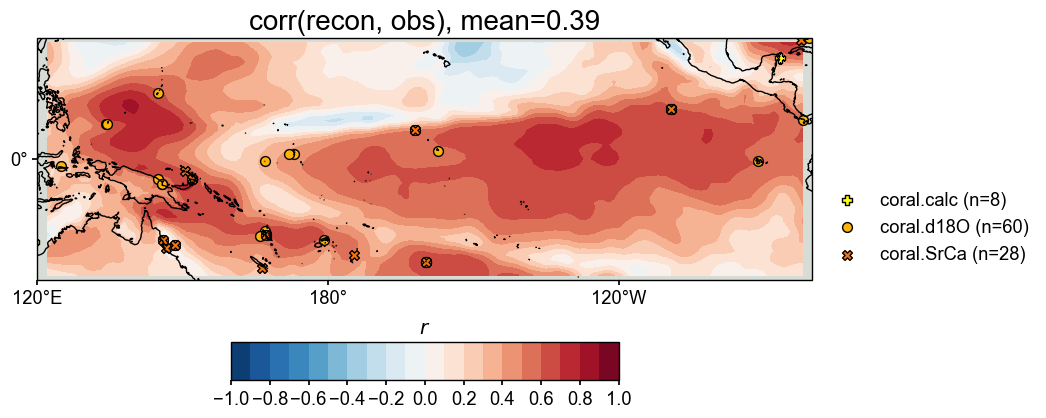 corr(recon, obs), mean=0.39
0°
120°E
180°
120°W
coral.calc (n=8)
coral.d18O (n=60)
coral.SrCa (n=28)
r
−1.0 −0.8 −0.6 −0.4 −0.2 0.0 0.2 0.4 0.6 0.8 1.0